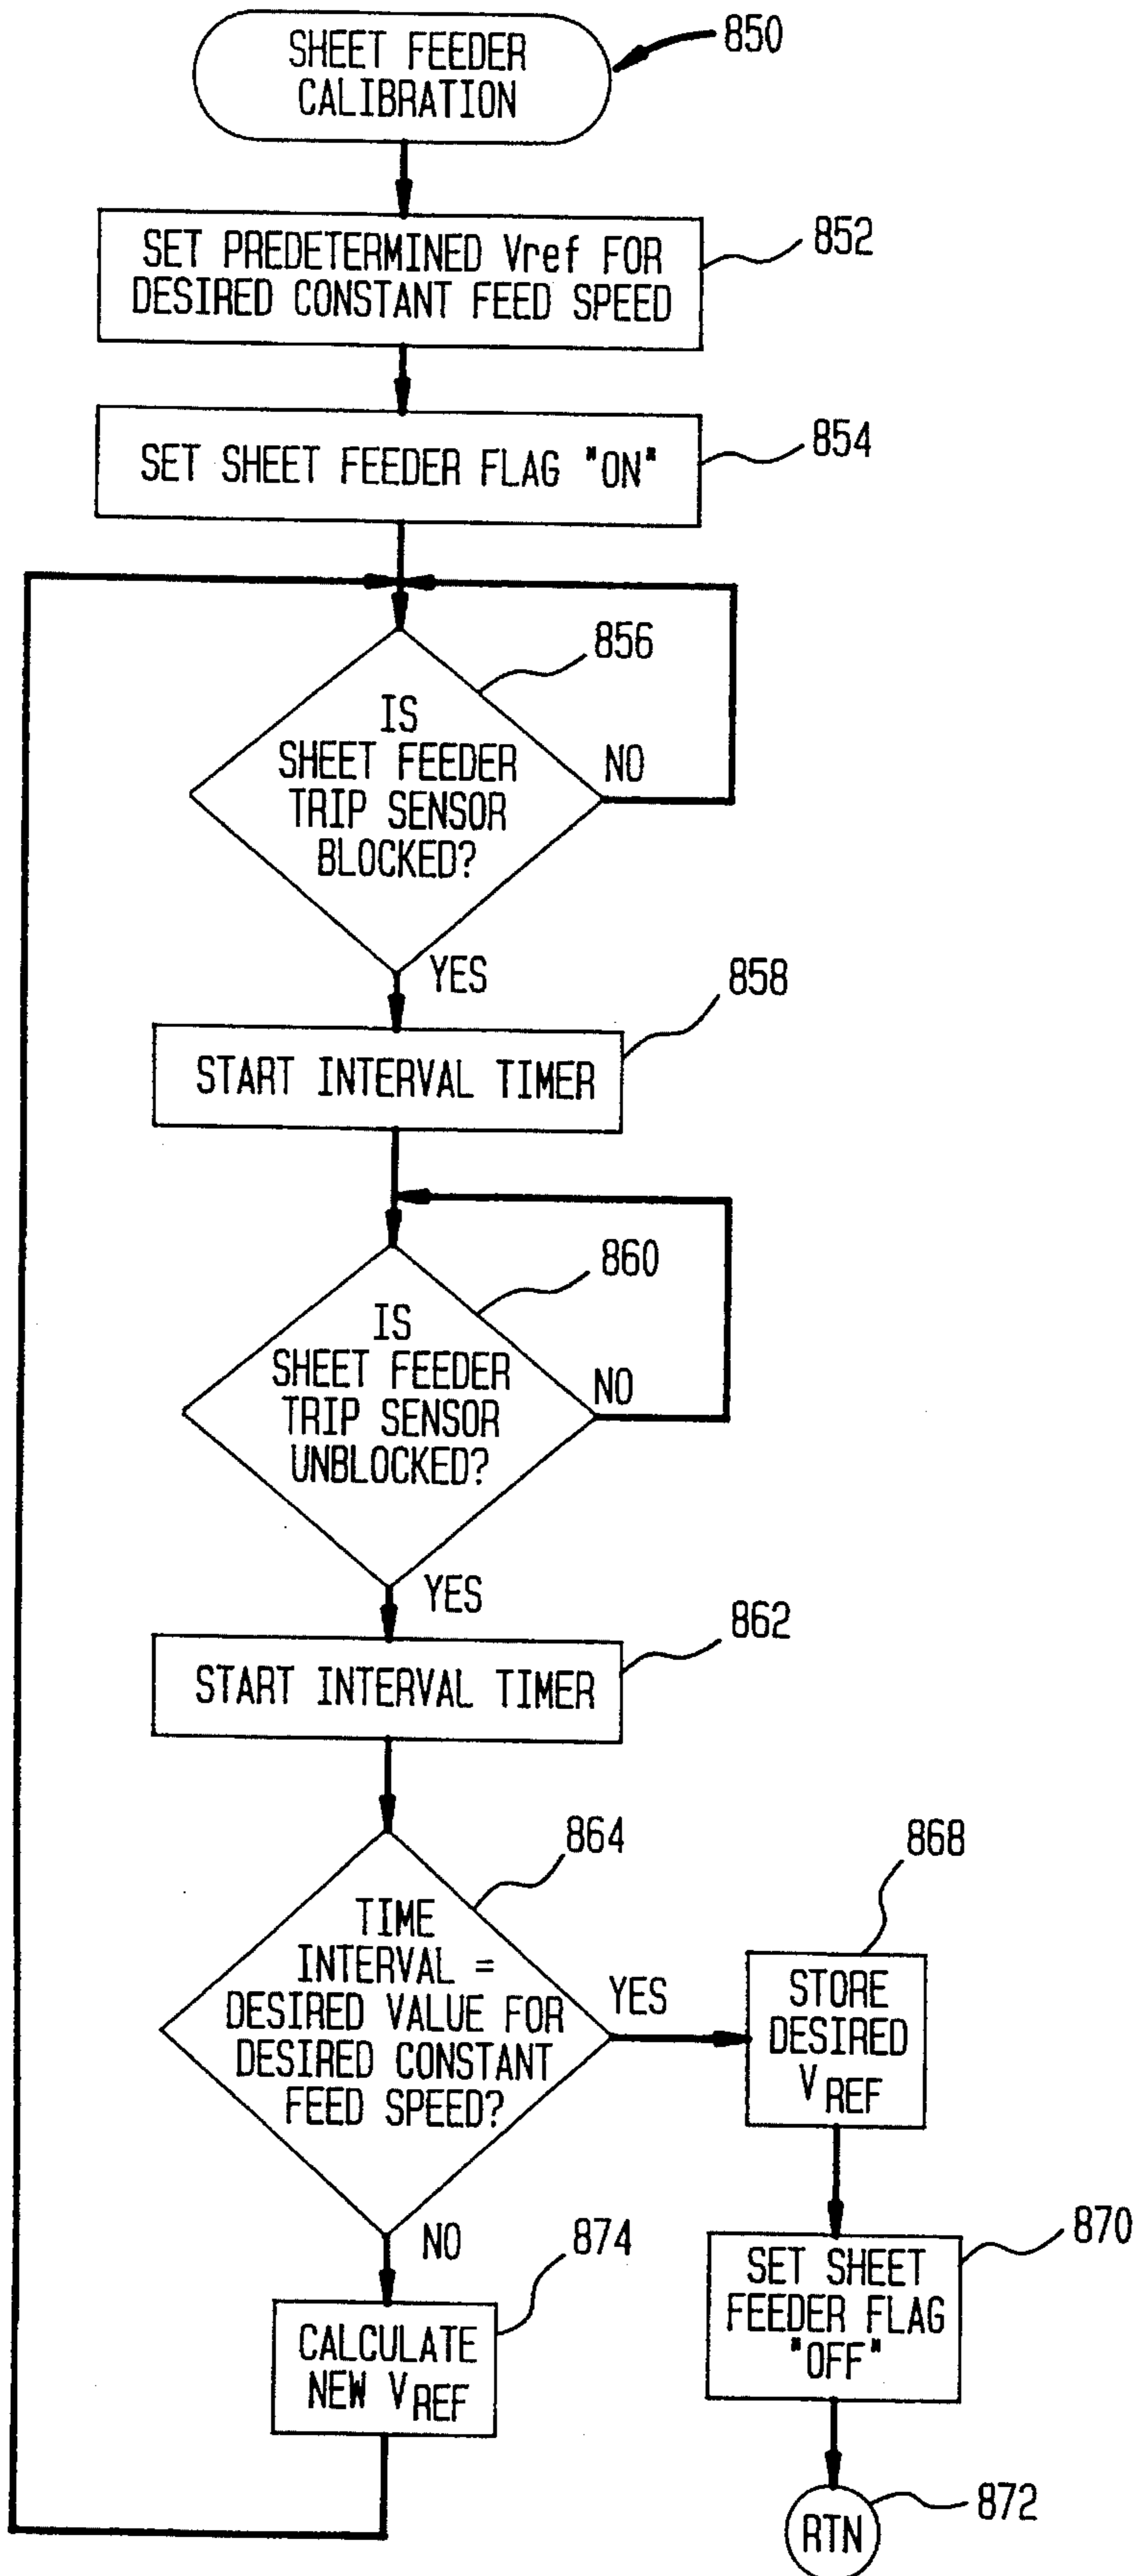 SHEET FEEDER
CALIBRATION
850
SET PREDETERMINED Vref FOR
DESIRED CONSTANT FEED SPEED
852
SET SHEET FEEDER FLAG "ON"
854
856
IS
SHEET FEEDER
TRIP SENSOR
BLOCKED?
NO
YES
858
START INTERVAL TIMER
860
IS
SHEET FEEDER
TRIP SENSOR
UNBLOCKED?
NO
YES
862
START INTERVAL TIMER
864
TIME
INTERVAL =
DESIRED VALUE FOR
DESIRED CONSTANT
FEED SPEED?
YES
868
STORE
DESIRED
VREF
NO
874
CALCULATE
NEW VREF
870
SET SHEET
FEEDER FLAG
"OFF"
872
RTN